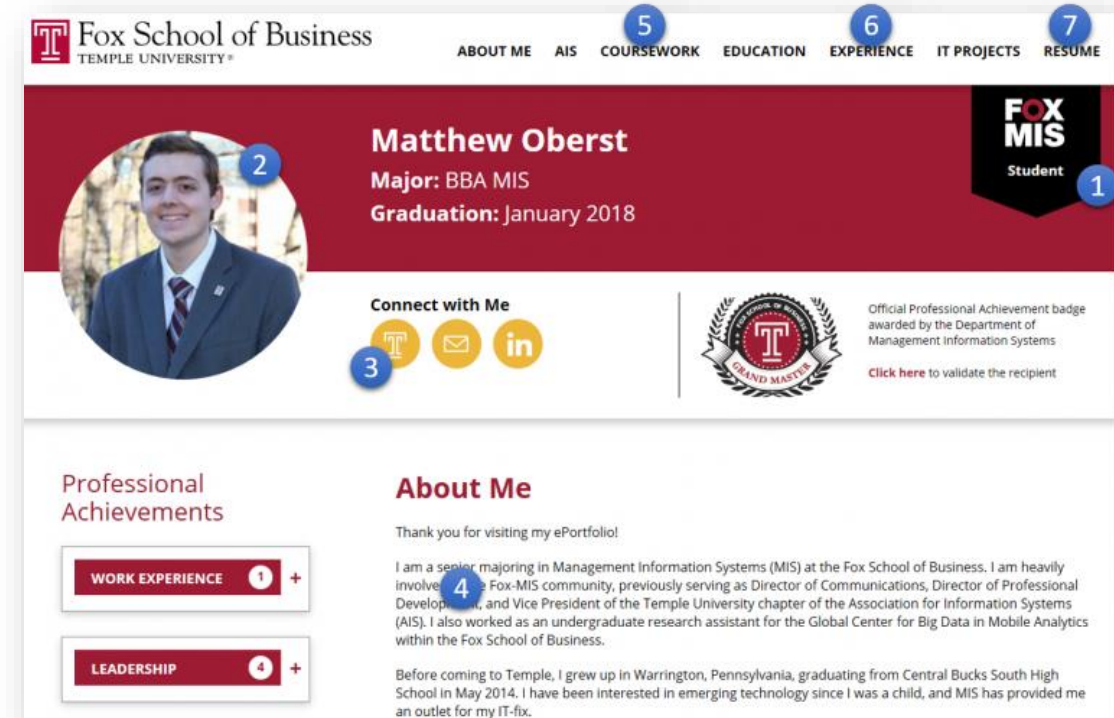 Fox School of Business
TEMPLE UNIVERSITY®
5 6 7
ABOUT ME AIS COURSEWORK EDUCATION EXPERIENCE IT PROJECTS RESUME
FOX
MIS
Student
1
2
Matthew Oberst
Major: BBA MIS
Graduation: January 2018
Connect with Me
3
in
FOX SCHOOL OF BUSINESS
GRAND MASTER
Official Professional Achievement badge
awarded by the Department of
Management Information Systems
Click here to validate the recipient
Professional
Achievements
WORK EXPERIENCE 1 +
LEADERSHIP 4 +
About Me
Thank you for visiting my ePortfolio!
I am a senior majoring in Management Information Systems (MIS) at the Fox School of Business. I am heavily
involve 4 Fox-MIS community, previously serving as Director of Communications, Director of Professional
Development, and Vice President of the Temple University chapter of the Association for Information Systems
(AIS). I also worked as an undergraduate research assistant for the Global Center for Big Data in Mobile Analytics
within the Fox School of Business.
Before coming to Temple, I grew up in Warrington, Pennsylvania, graduating from Central Bucks South High
School in May 2014. I have been interested in emerging technology since I was a child, and MIS has provided me
an outlet for my IT-fix.